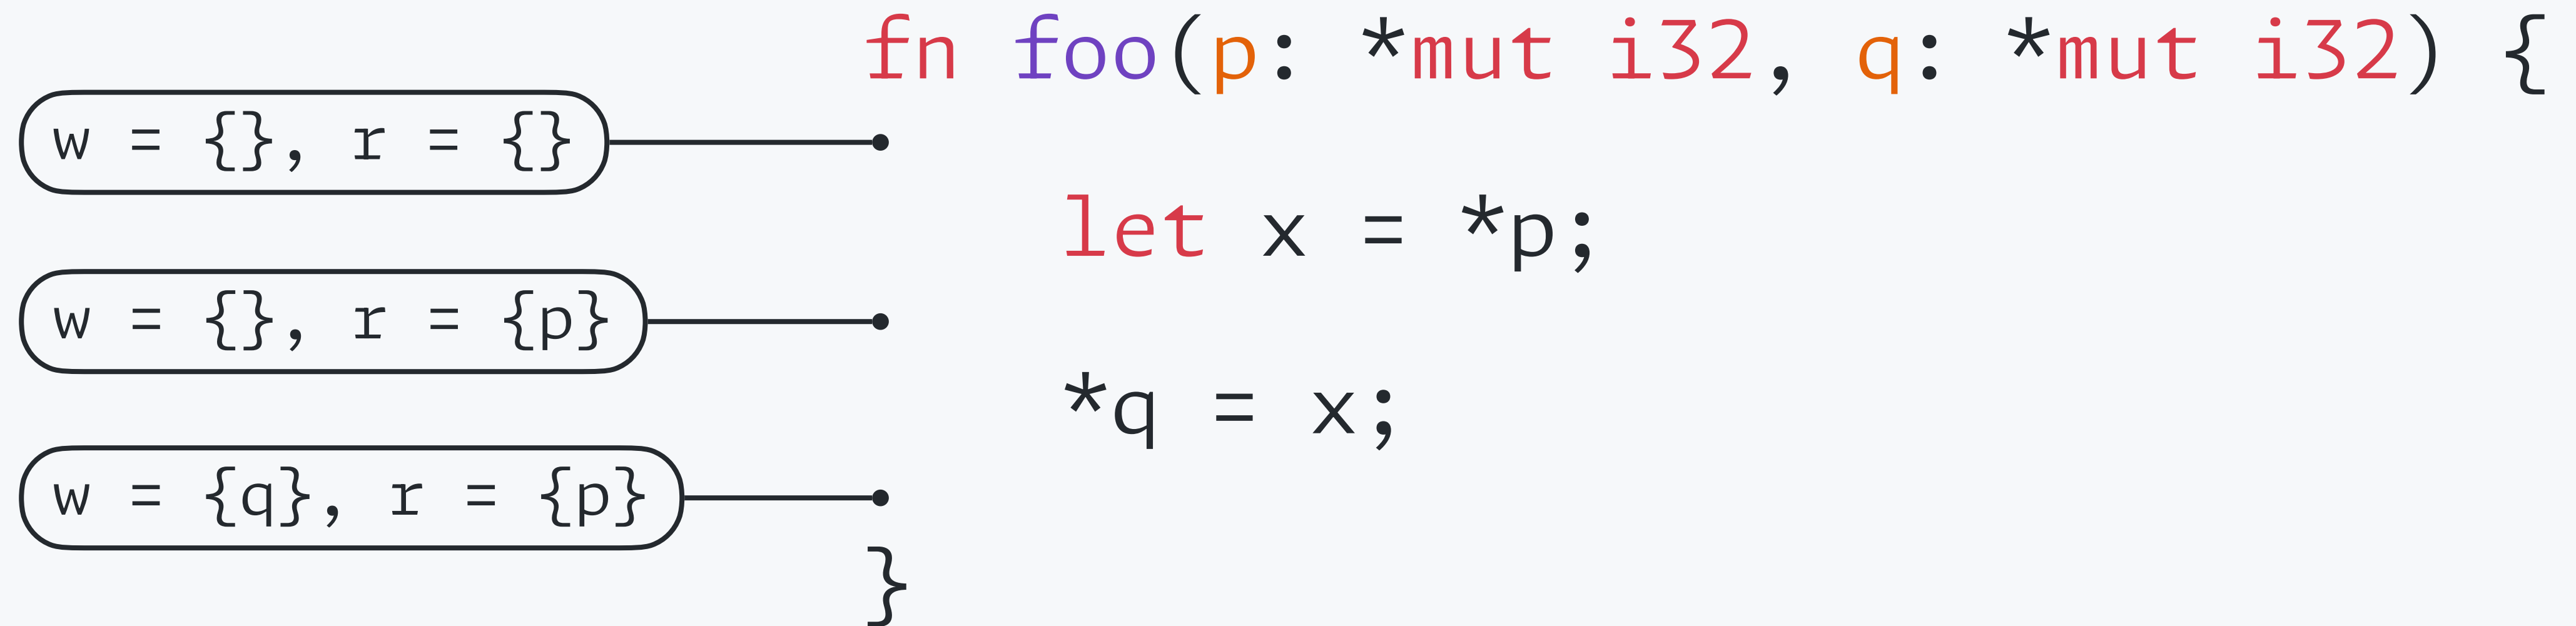 fn foo(p: *mut i32, q: *mut i32) {
w = {}, r = {}
let x = *p;
w = {}, r = {p}
*q = x;
w = {q}, r = {p}
}